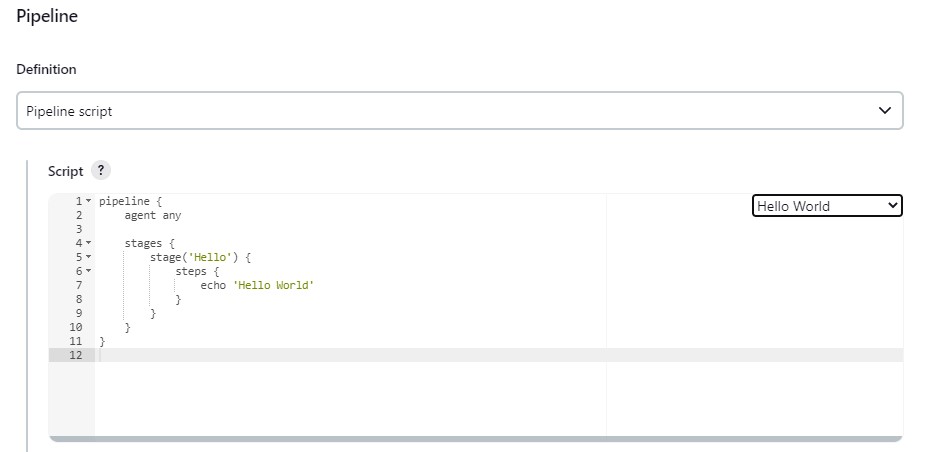 Pipeline
Definition
Pipeline script
Script ?
Hello World
1 pipeline {
2     agent any
3
4     stages {
5         stage('Hello') {
6             steps {
7                 echo 'Hello World'
8             }
9         }
10     }
11 }
12